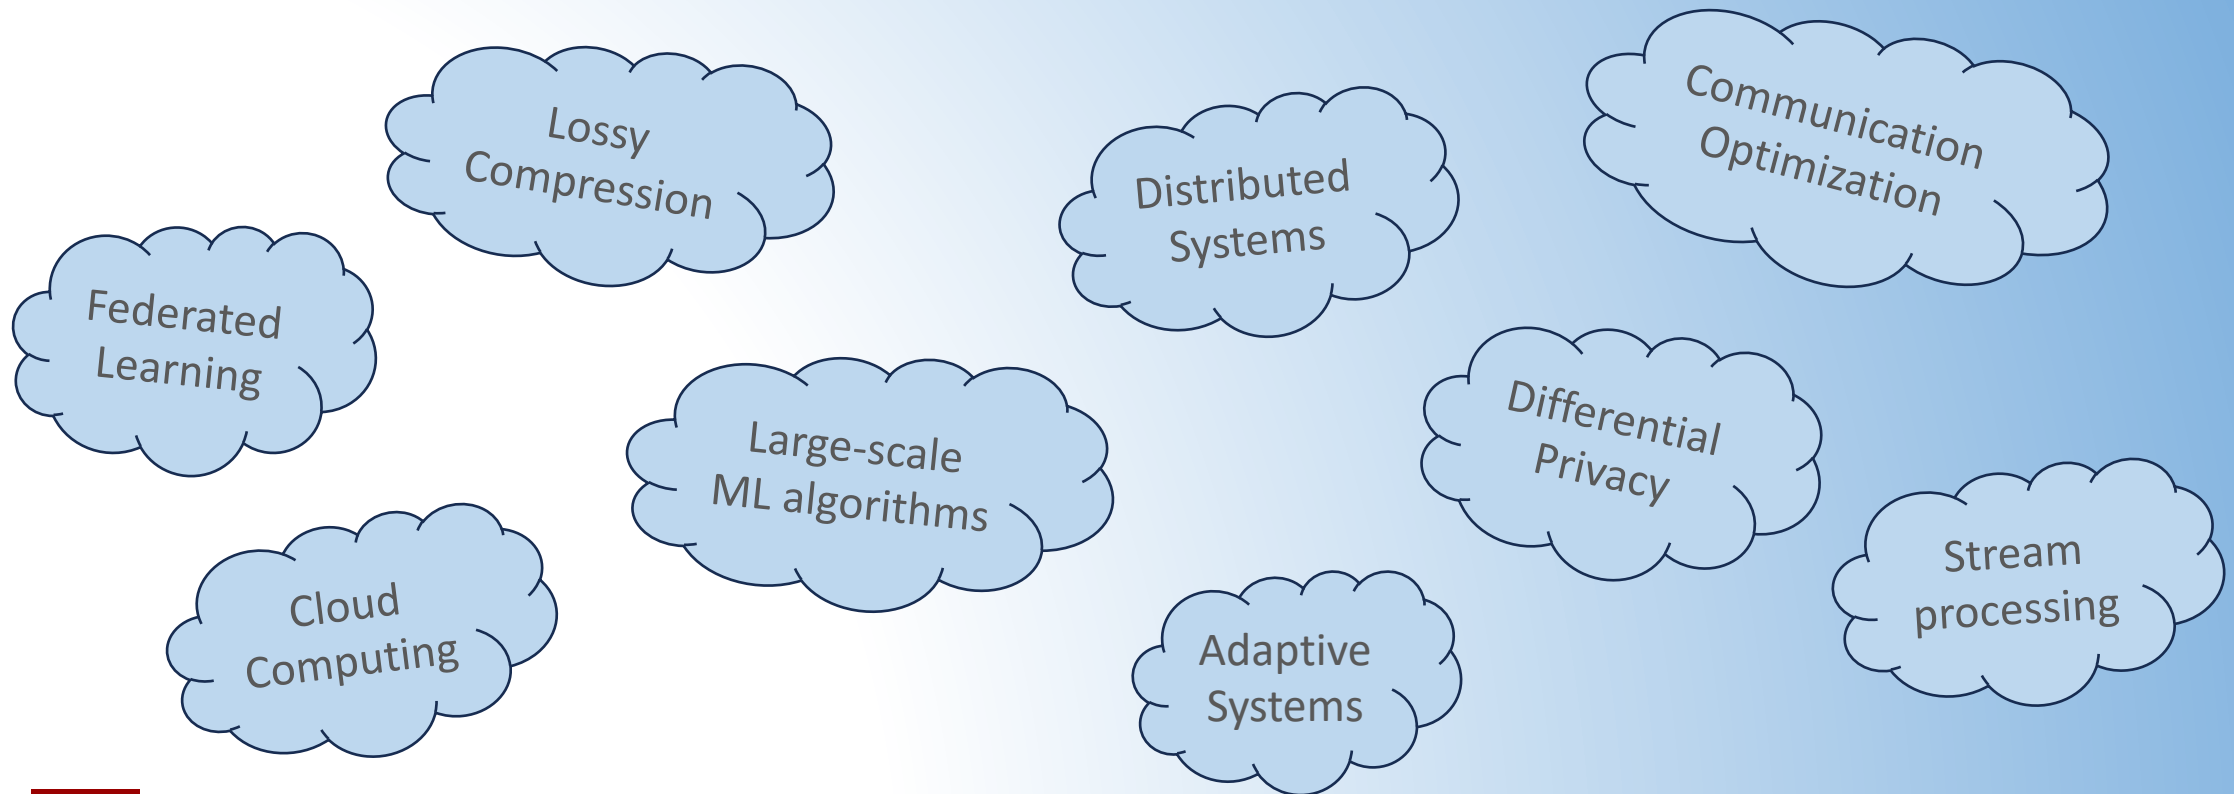 Lossy
Compression
Distributed
Systems
Communication
Optimization
Federated
Learning
Large-scale
ML algorithms
Differential
Privacy
Cloud
Computing
Adaptive
Systems
Stream
processing